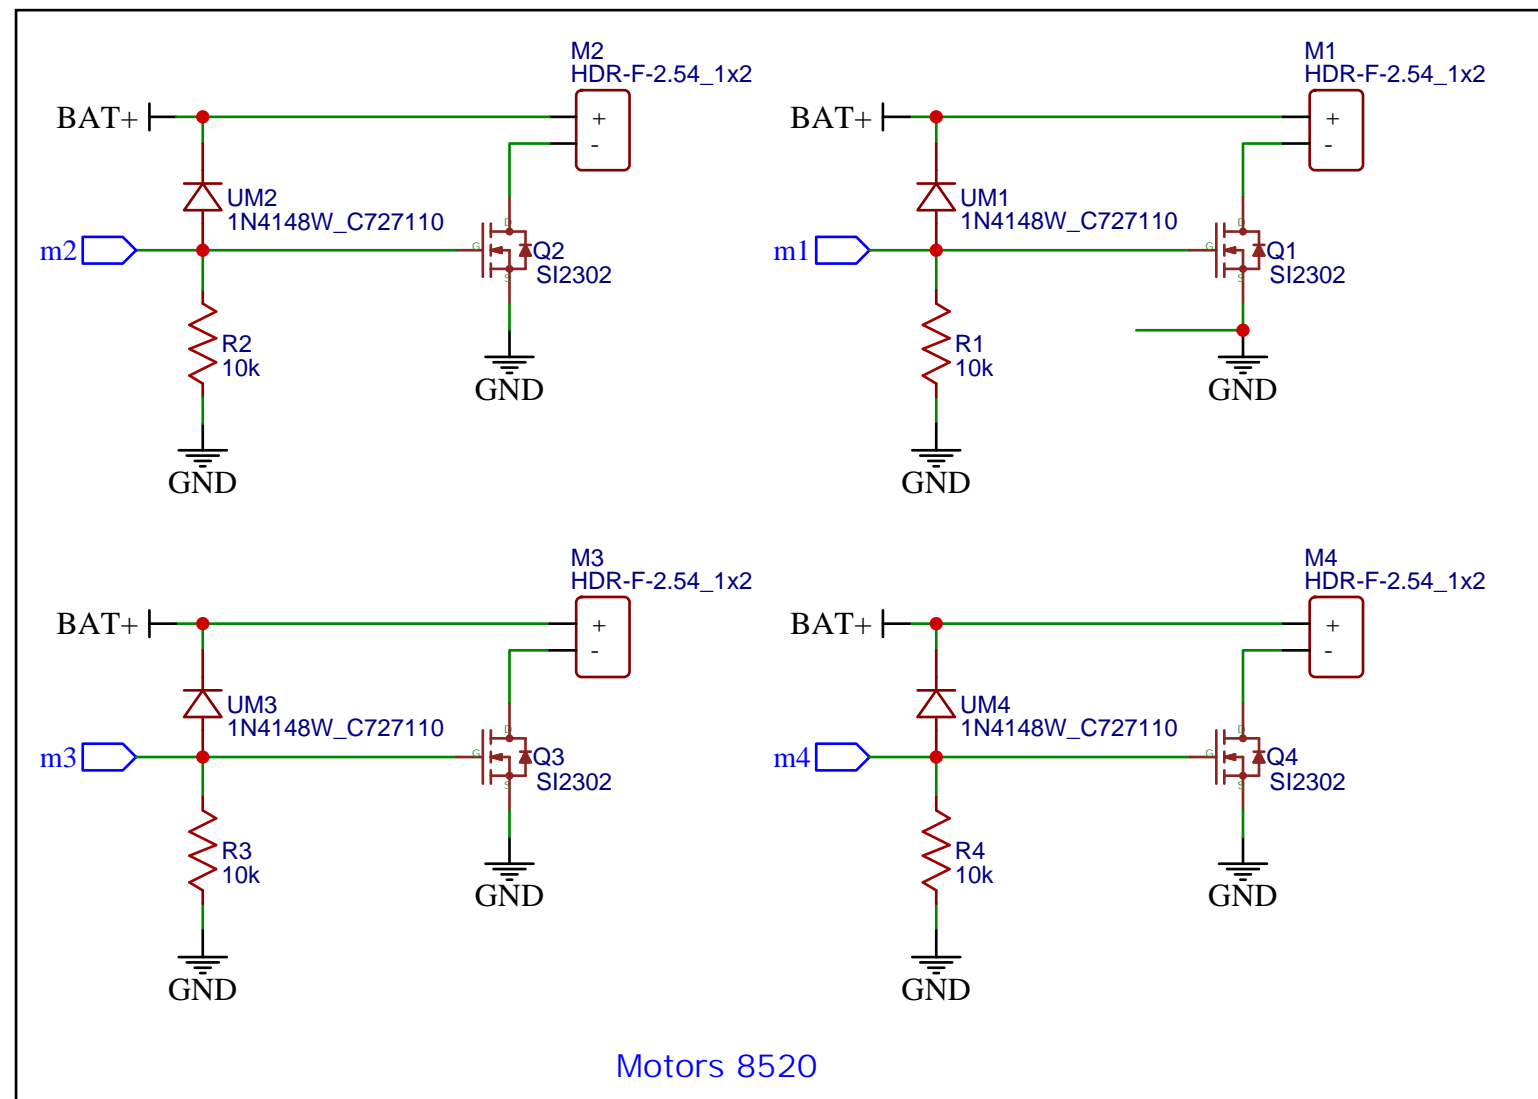 M2
HDR-F-2.54_1x2
BAT+
+
-
UM2
1N4148W_C727110
m2
D
G
S
Q2
SI2302
R2
10k
GND
GND
M1
HDR-F-2.54_1x2
BAT+
+
-
UM1
1N4148W_C727110
m1
D
G
S
Q1
SI2302
R1
10k
GND
GND
M3
HDR-F-2.54_1x2
BAT+
+
-
UM3
1N4148W_C727110
m3
D
G
S
Q3
SI2302
R3
10k
GND
GND
M4
HDR-F-2.54_1x2
BAT+
+
-
UM4
1N4148W_C727110
m4
D
G
S
Q4
SI2302
R4
10k
GND
GND
Motors 8520